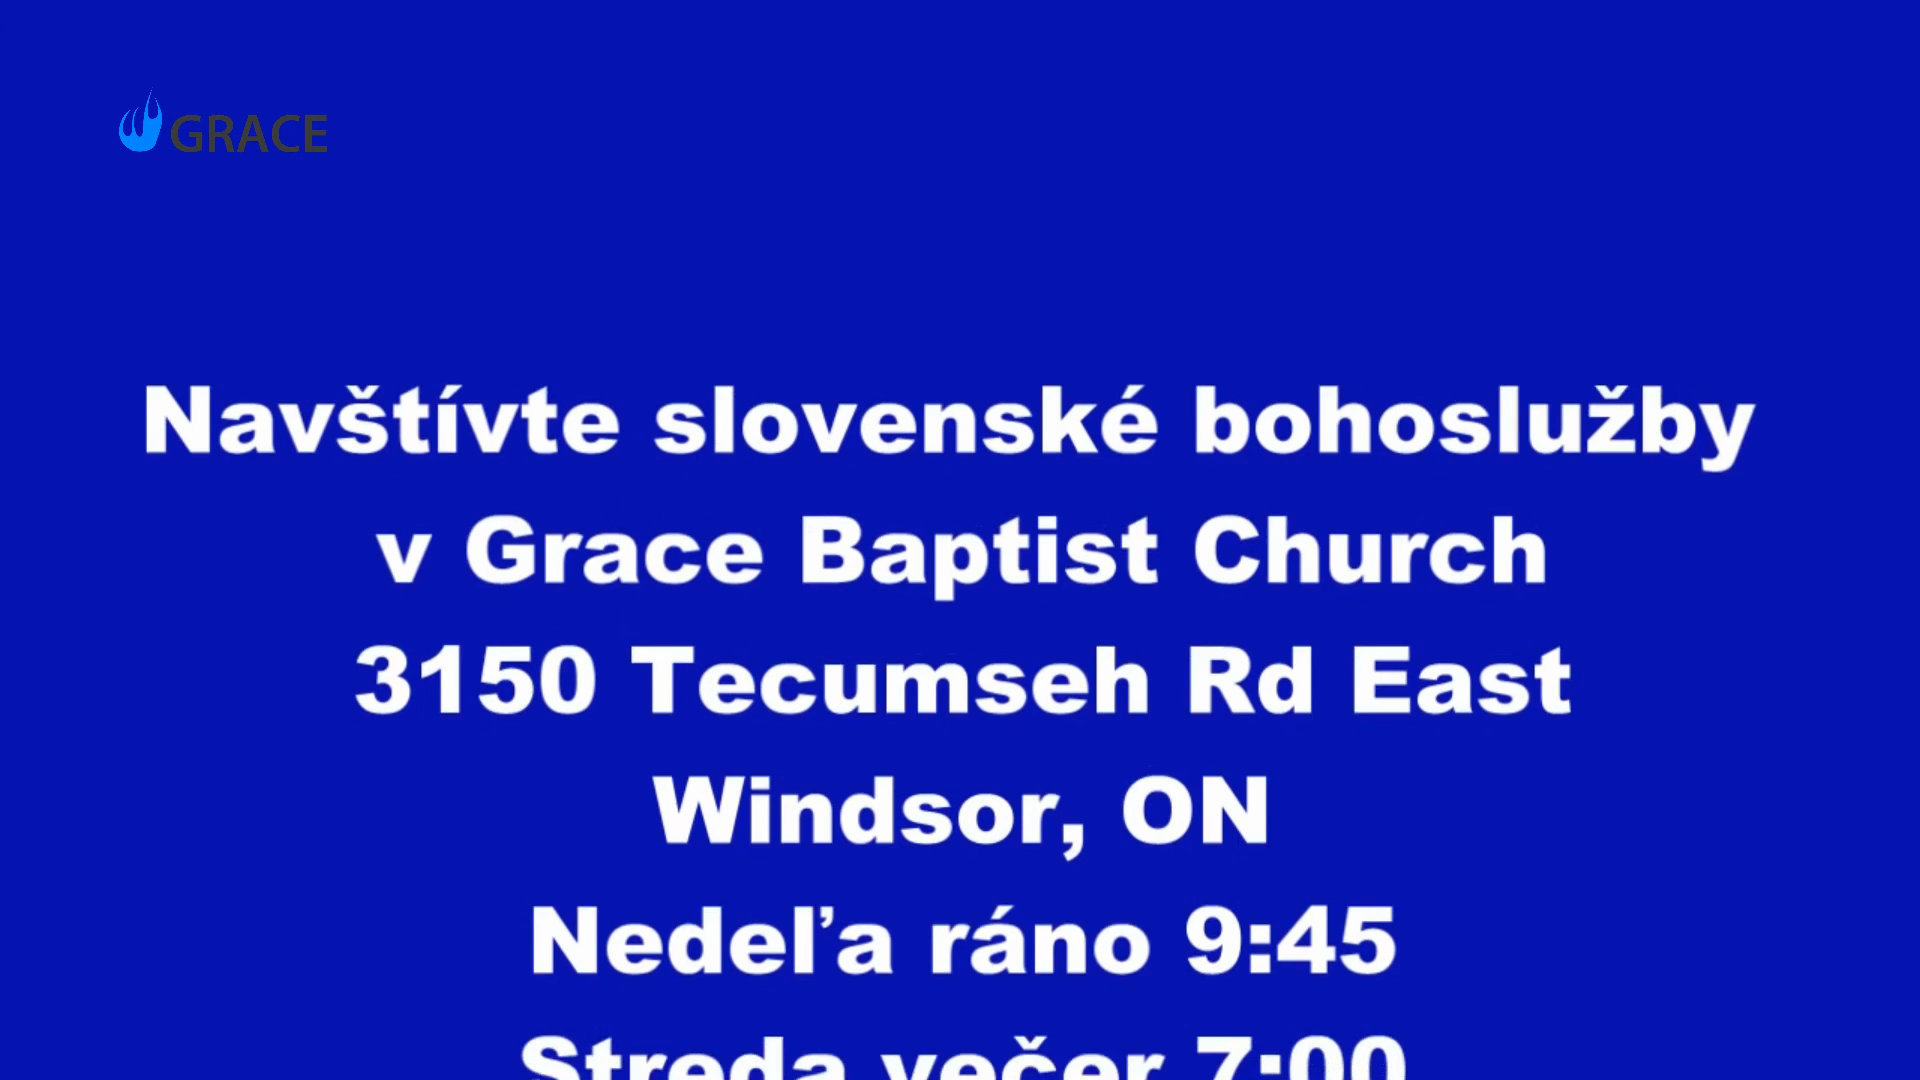 GRACE
Navštívte slovenské bohoslužby
v Grace Baptist Church
3150 Tecumseh Rd East
Windsor, ON
Nedeľa ráno 9:45
Streda večer 7:00